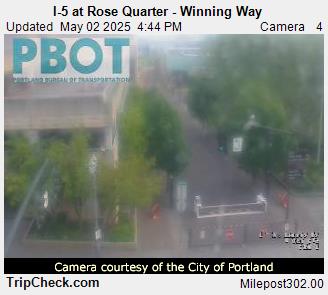 I-5 at Rose Quarter - Winning Way
Updated May 02 2025 4:44 PM Camera 4
PBOT
PORTLAND BUREAU OF TRANSPORTATION
Camera courtesy of the City of Portland
TripCheck.com Milepost302.00